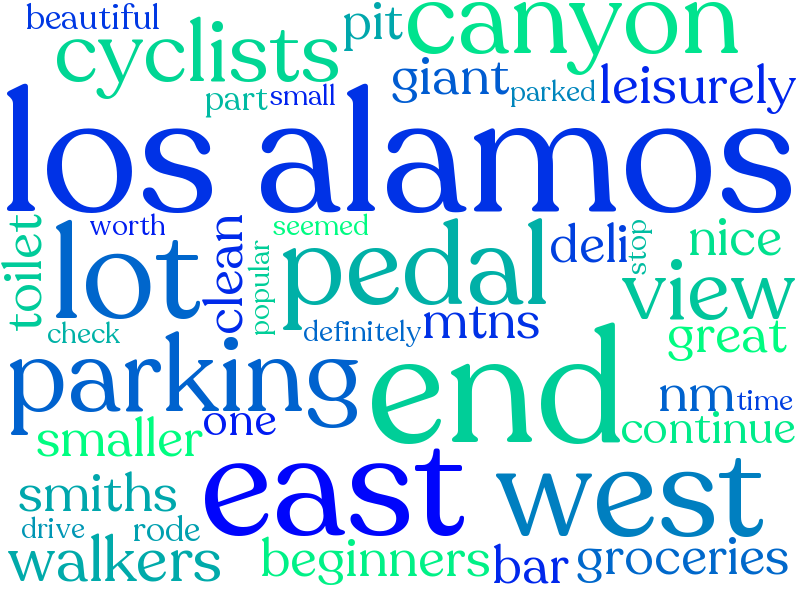 beautiful
pit
canyon
cyclists
giant
leisurely
part
small
parked
los alamos
toilet
worth
clean
seemed
popular
lot
pedal
deli
stop
nice
view
check
definitely
mtns
great
parking
end
nm
time
one
continue
smaller
east
west
smiths
drive
rode
walkers
beginners
bar
groceries